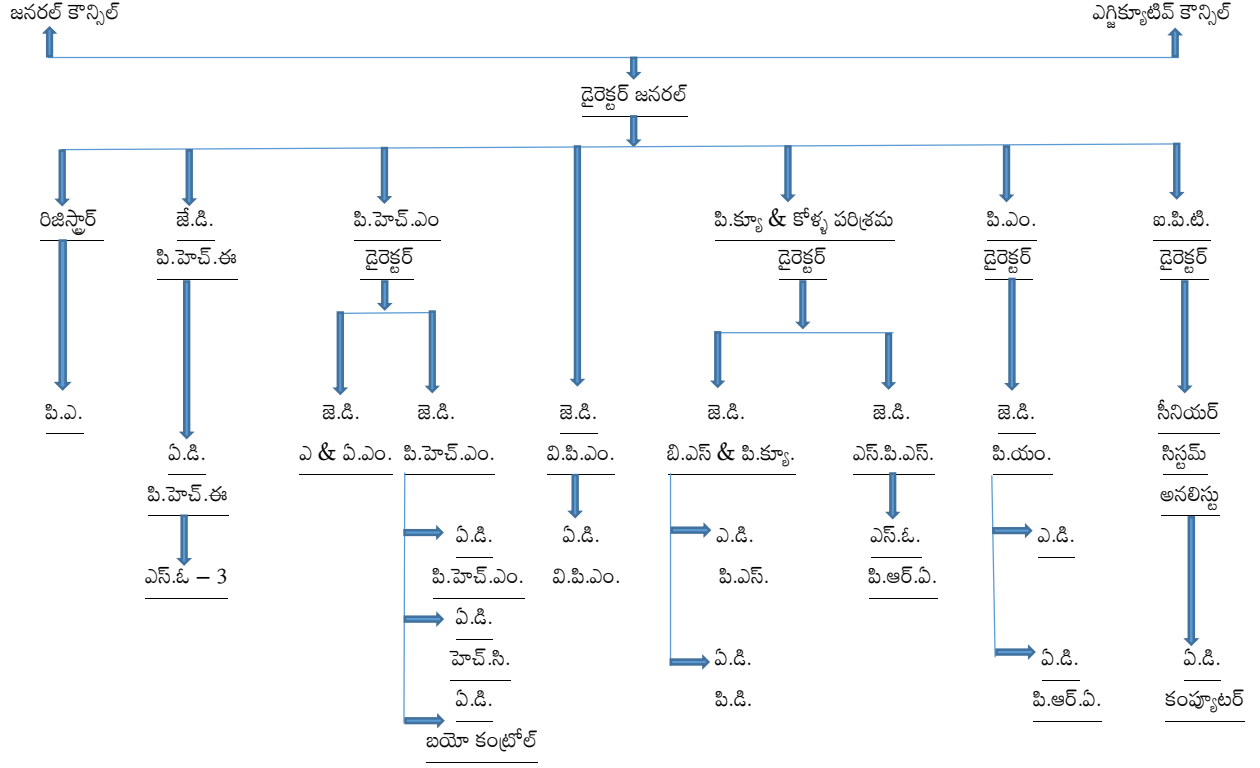 జనరల్ కౌన్సిల్ ఎగ్జిక్యూటివ్ కౌన్సిల్
డైరెక్టర్ జనరల్
రిజిస్ట్రార్ జే.డి. పి.హెచ్.ఎం పి.క్యూ & కోళ్ళ పరిశ్రమ పి.ఎం. ఐ.పి.టి.
పి.హెచ్.ఈ డైరెక్టర్ డైరెక్టర్ డైరెక్టర్ డైరెక్టర్
పి.ఎ. జె.డి. జె.డి. జె.డి. జె.డి. జె.డి. జె.డి. సీనియర్
ఏ.డి. ఎ & ఏ.ఎం. పి.హెచ్.ఎం. వి.పి.ఎం. బి.ఎస్ & పి.క్యూ. ఎస్.పి.ఎస్. పి.యం. సిస్టమ్
పి.హెచ్.ఈ అనలిస్టు
ఏ.డి. ఏ.డి. ఎ.డి. ఎస్.ఓ. ఎ.డి.
ఎస్.ఓ – 3 పి.హెచ్.ఎం. వి.పి.ఎం. పి.ఎస్. పి.ఆర్.ఏ.
ఏ.డి.
హెచ్.సి. ఏ.డి. ఏ.డి. ఏ.డి.
ఏ.డి. పి.డి. పి.ఆర్.ఏ. కంప్యూటర్
బయో కంట్రోల్